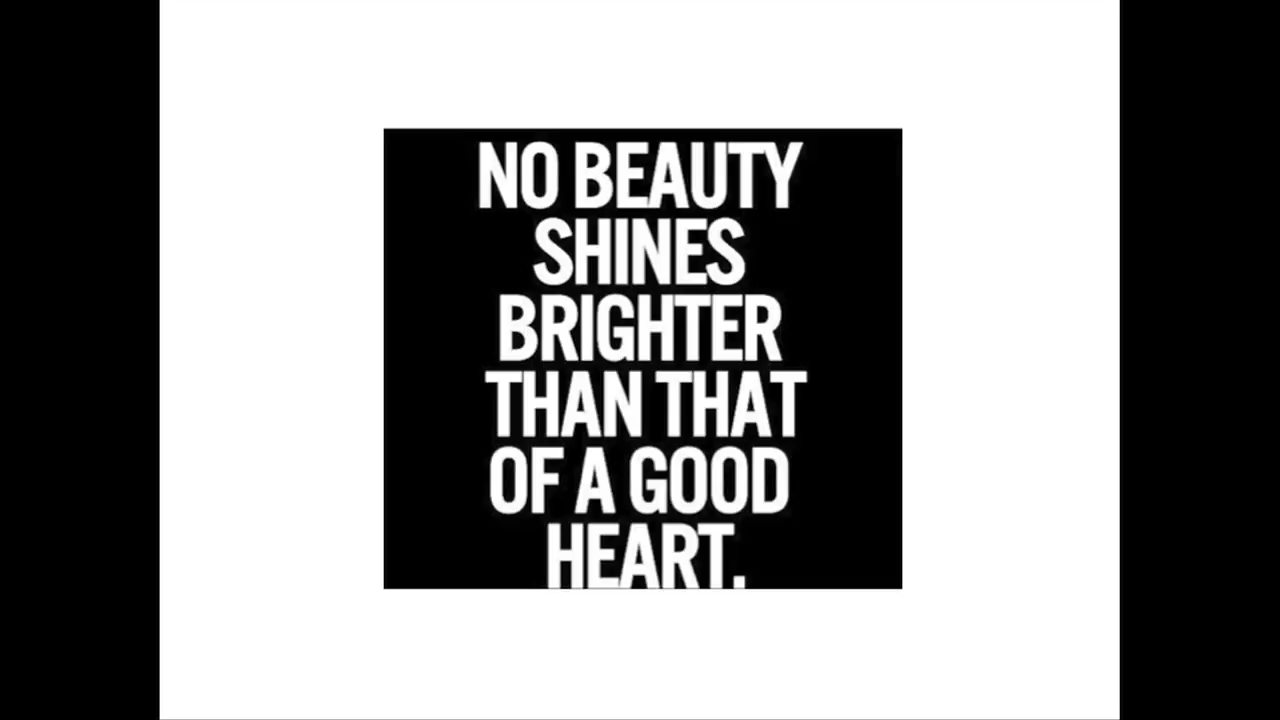 NO BEAUTY
SHINES
BRIGHTER
THAN THAT
OF A GOOD
HEART.